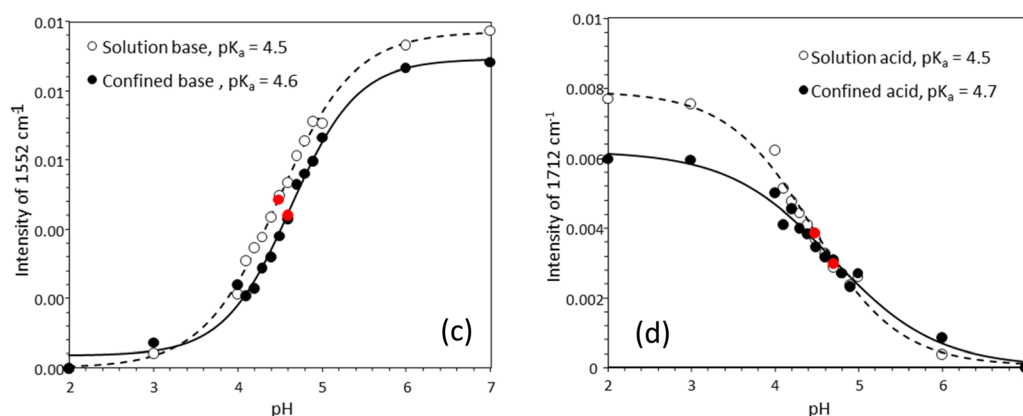 0.01
0.01
0.01
0.00
0.00
0.00
Intensity of 1552 cm⁻¹
Solution base, pKₐ = 4.5
Confined base , pKₐ = 4.6
(c)
2 3 4 5 6 7
pH
0.01
0.008
0.006
0.004
0.002
0
Intensity of 1712 cm⁻¹
Solution acid, pKₐ = 4.5
Confined acid, pKₐ = 4.7
(d)
2 3 4 5 6
pH